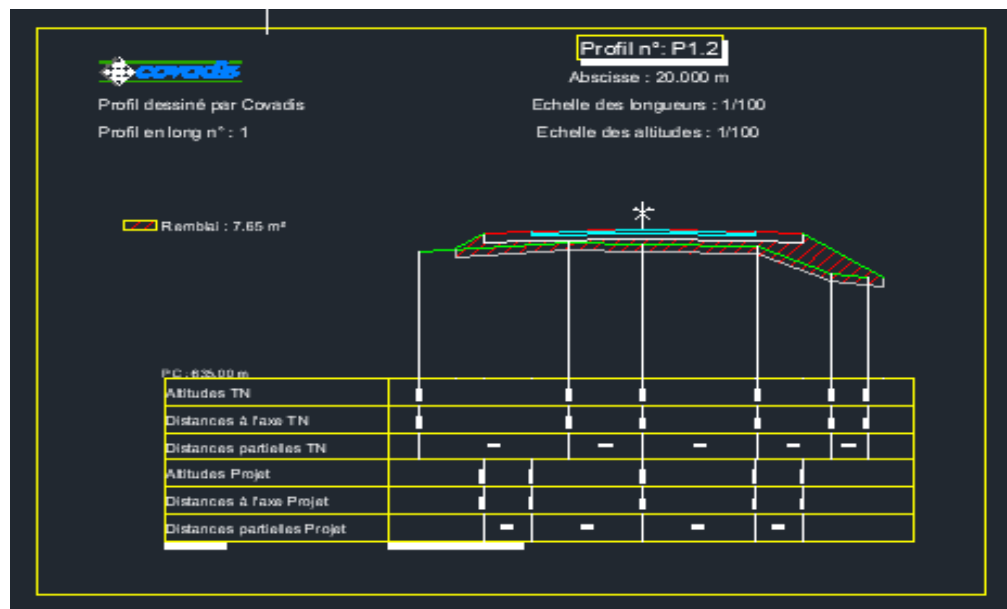 Profil n°: P1.2
covadis
Abscisse : 20.000 m
Profil dessiné par Covadis
Echelle des longueurs : 1/100
Profil en long n° : 1
Echelle des altitudes : 1/100
Remblai : 7.65 m²
PC : 635.00 m
Altitudes TN
Distances à l'axe TN
Distances partielles TN
Altitudes Projet
Distances à l'axe Projet
Distances partielles Projet